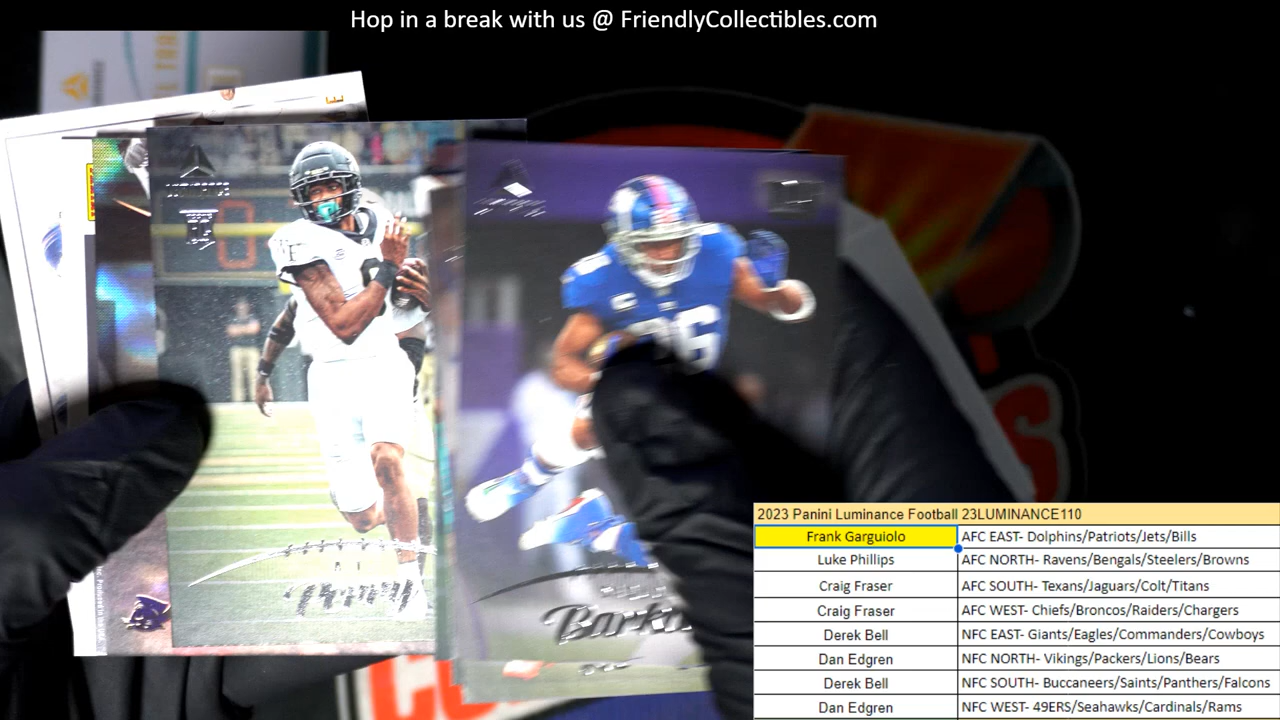 Hop in a break with us @ FriendlyCollectibles.com
26
Barkley
2023 Panini Luminance Football 23LUMINANCE110
Frank Garguiolo AFC EAST- Dolphins/Patriots/Jets/Bills
Luke Phillips AFC NORTH- Ravens/Bengals/Steelers/Browns
Craig Fraser AFC SOUTH- Texans/Jaguars/Colt/Titans
Craig Fraser AFC WEST- Chiefs/Broncos/Raiders/Chargers
Derek Bell NFC EAST- Giants/Eagles/Commanders/Cowboys
Dan Edgren NFC NORTH- Vikings/Packers/Lions/Bears
Derek Bell NFC SOUTH- Buccaneers/Saints/Panthers/Falcons
Dan Edgren NFC WEST- 49ERS/Seahawks/Cardinals/Rams